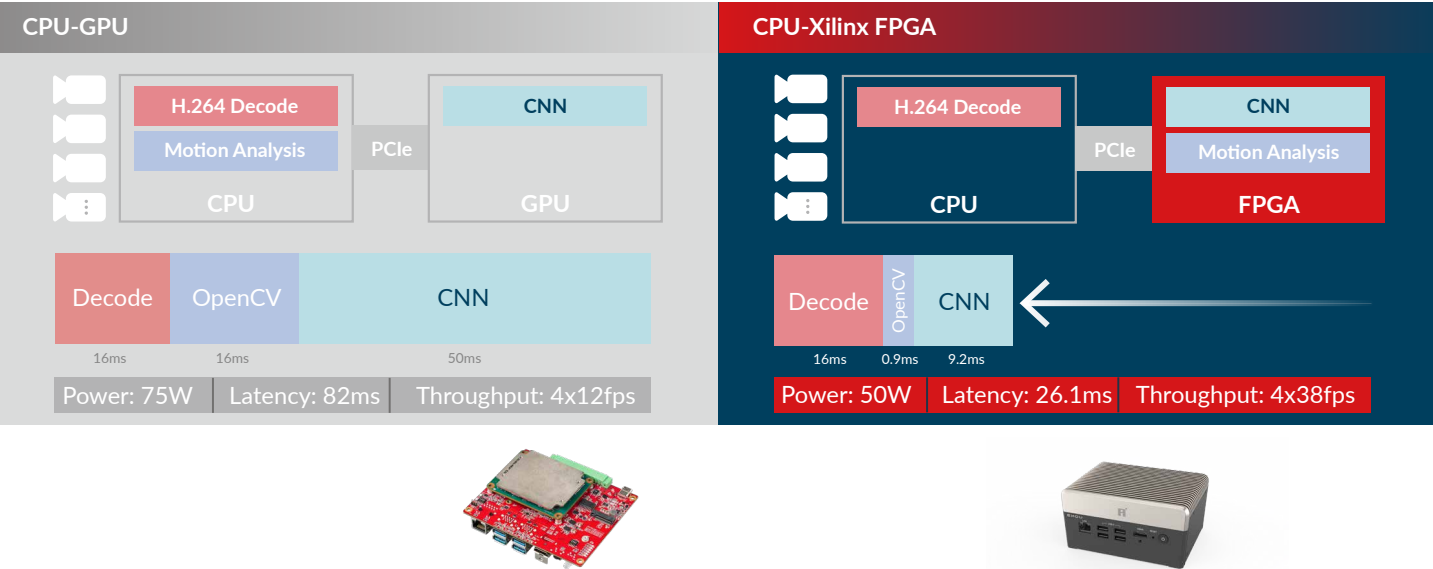 CPU-GPU
H.264 Decode
Motion Analysis
CPU
PCIe
CNN
GPU
Decode
OpenCV
CNN
16ms
16ms
50ms
Power: 75W
Latency: 82ms
Throughput: 4x12fps
CPU-Xilinx FPGA
H.264 Decode
CPU
PCIe
CNN
Motion Analysis
FPGA
Decode
OpenCV
CNN
16ms
0.9ms
9.2ms
Power: 50W
Latency: 26.1ms
Throughput: 4x38fps